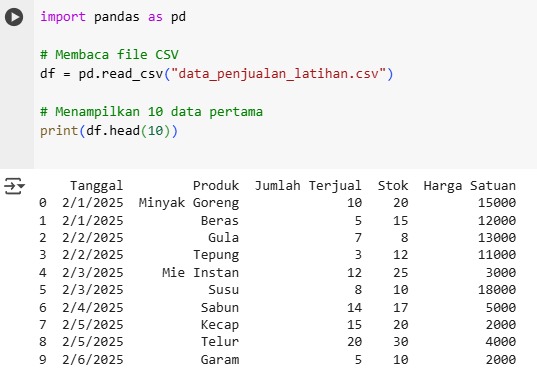 import pandas as pd
# Membaca file CSV
df = pd.read_csv("data_penjualan_latihan.csv")
# Menampilkan 10 data pertama
print(df.head(10))
Tanggal Produk Jumlah Terjual Stok Harga Satuan
0 2/1/2025 Minyak Goreng 10 20 15000
1 2/1/2025 Beras 5 15 12000
2 2/2/2025 Gula 7 8 13000
3 2/2/2025 Tepung 3 12 11000
4 2/3/2025 Mie Instan 12 25 3000
5 2/3/2025 Susu 8 10 18000
6 2/4/2025 Sabun 14 17 5000
7 2/5/2025 Kecap 15 20 2000
8 2/5/2025 Telur 20 30 4000
9 2/6/2025 Garam 5 10 2000